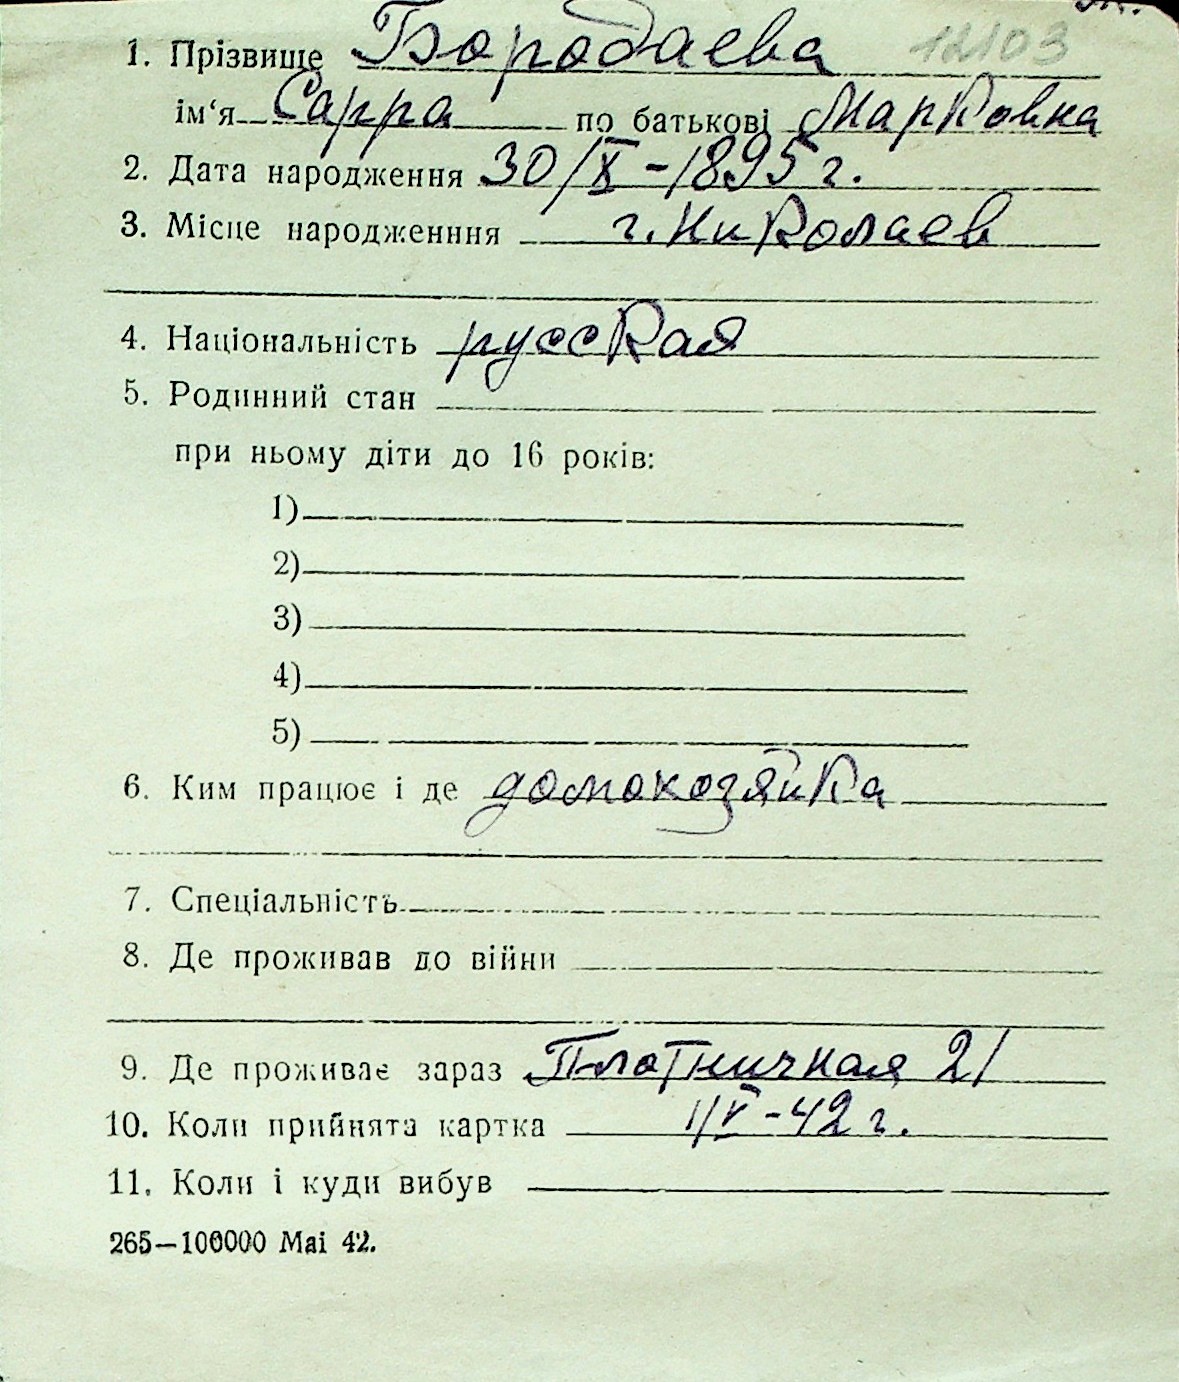 1. Прізвище Бородаева 12103
ім'я Сарра по батькові Марковна
2. Дата народження 30/X - 1895 г.
3. Місце народженння г. Николаев
4. Національність русская
5. Родинний стан
при ньому діти до 16 років:
1)
2)
3)
4)
5)
6. Ким працює і де домохозяйка
7. Спеціальність
8. Де проживав до війни
9. Де проживає зараз Платничная 21
10. Коли прийнята картка 1/V - 42 г.
11. Коли і куди вибув
265—100000 Mai 42.